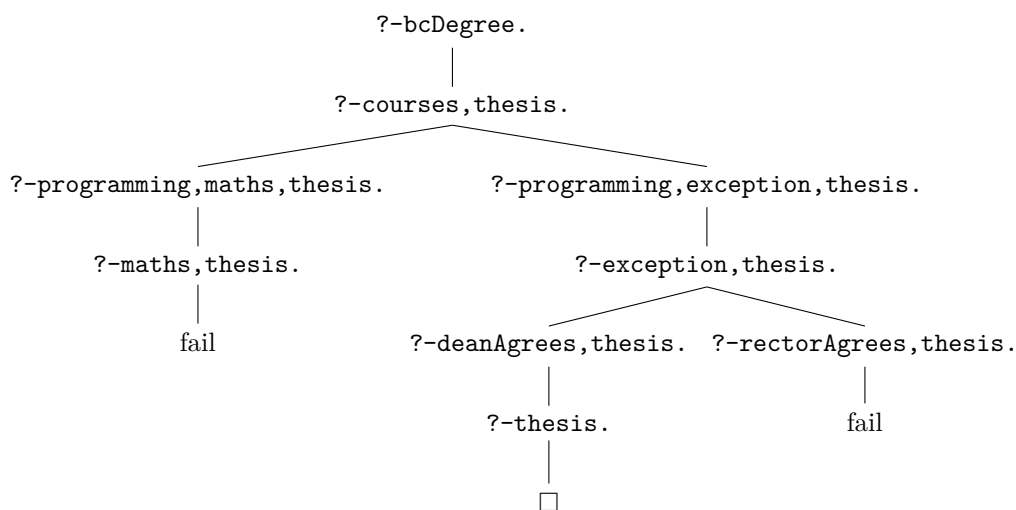 ?-bcDegree.
?-courses,thesis.
?-programming,maths,thesis.
?-programming,exception,thesis.
?-maths,thesis.
?-exception,thesis.
fail
?-deanAgrees,thesis.
?-rectorAgrees,thesis.
?-thesis.
fail
□